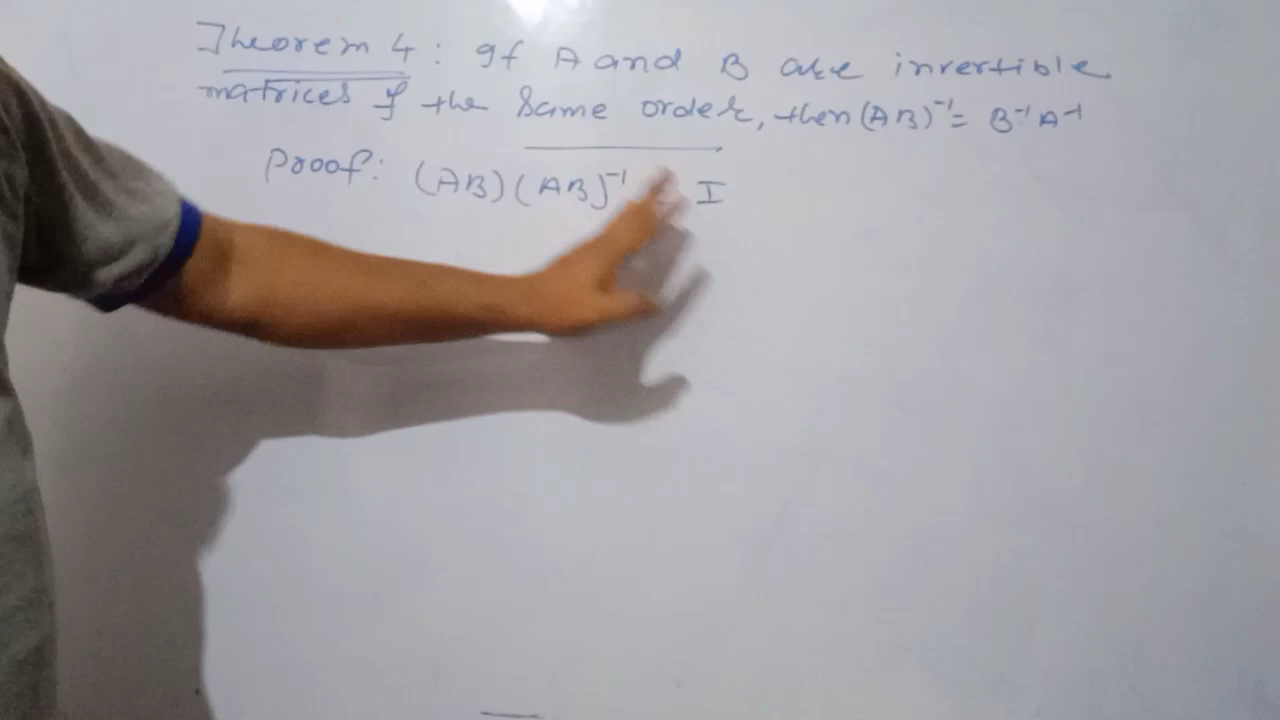 Theorem 4: If A and B are invertible
matrices of the same order, then (AB)⁻¹= B⁻¹A⁻¹
Proof: (AB)(AB)⁻¹ = I